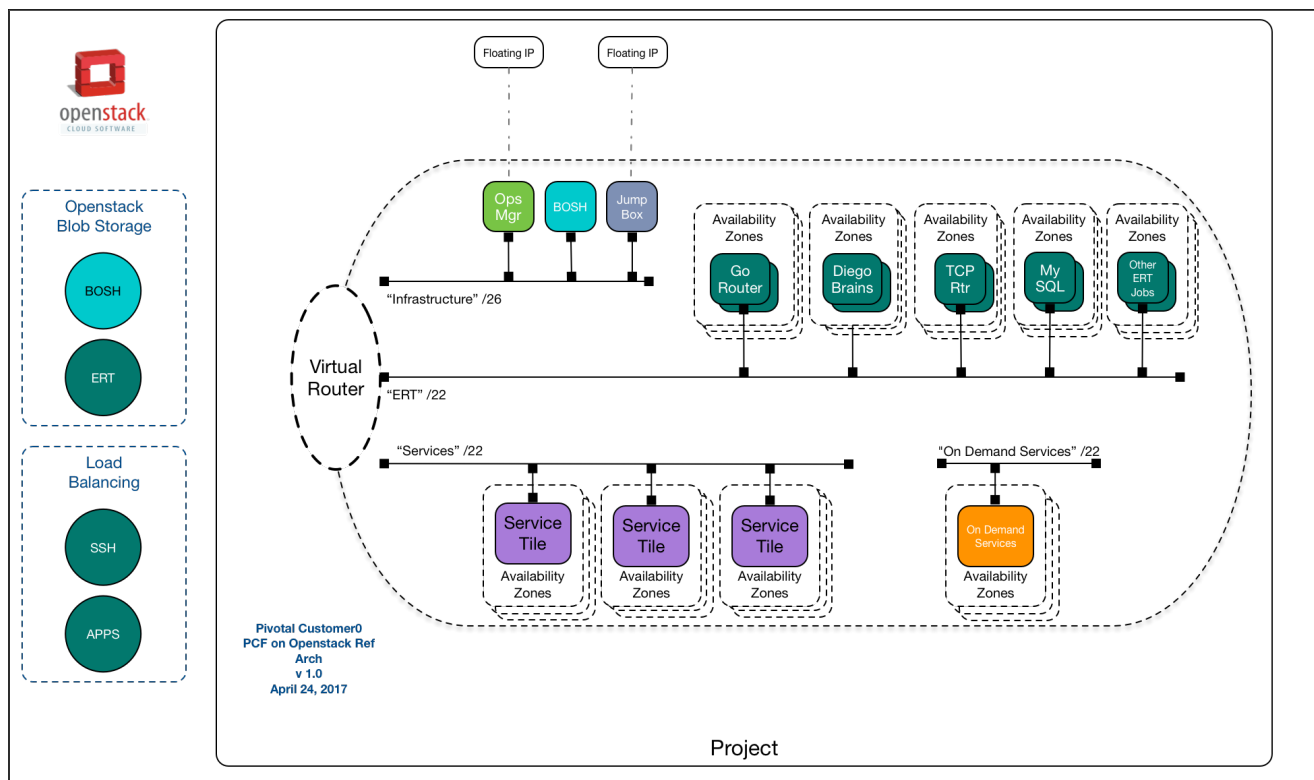 openstack
CLOUD SOFTWARE
Openstack
Blob Storage
BOSH
ERT
Load
Balancing
SSH
APPS
Floating IP
Floating IP
Ops
Mgr
BOSH
Jump
Box
"Infrastructure" /26
Availability
Zones
Go
Router
Availability
Zones
Diego
Brains
Availability
Zones
TCP
Rtr
Availability
Zones
My
SQL
Availability
Zones
Other
ERT
Jobs
Virtual
Router
“ERT” /22
“Services” /22
"On Demand Services" /22
Service
Tile
Availability
Zones
Service
Tile
Availability
Zones
Service
Tile
Availability
Zones
On Demand
Services
Availability
Zones
Pivotal Customer0
PCF on Openstack Ref
Arch
v 1.0
April 24, 2017
Project